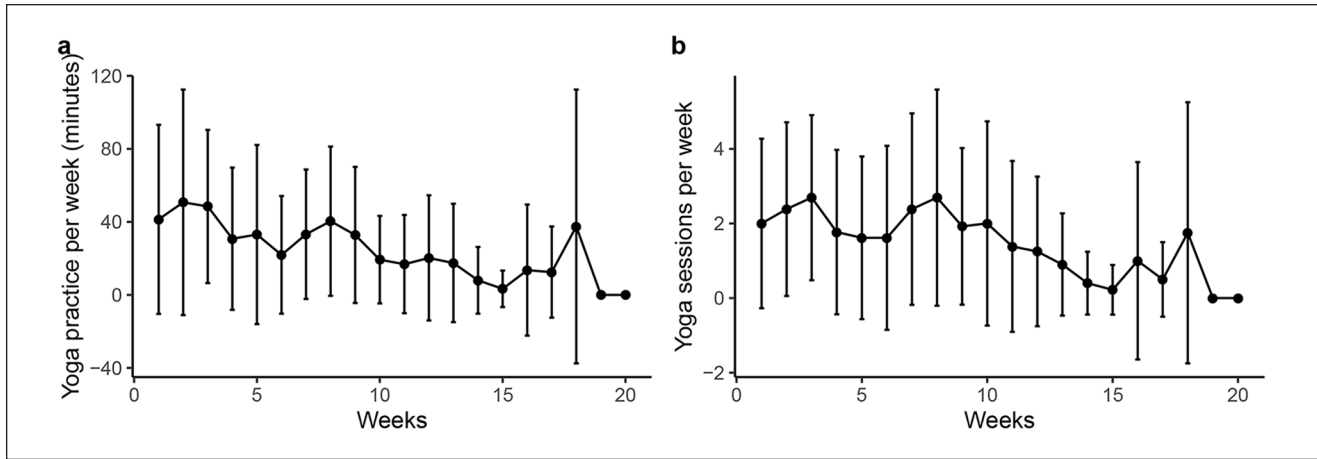 a
Yoga practice per week (minutes)
120
80
40
0
−40
0 5 10 15 20
Weeks
b
Yoga sessions per week
4
2
0
−2
0 5 10 15 20
Weeks